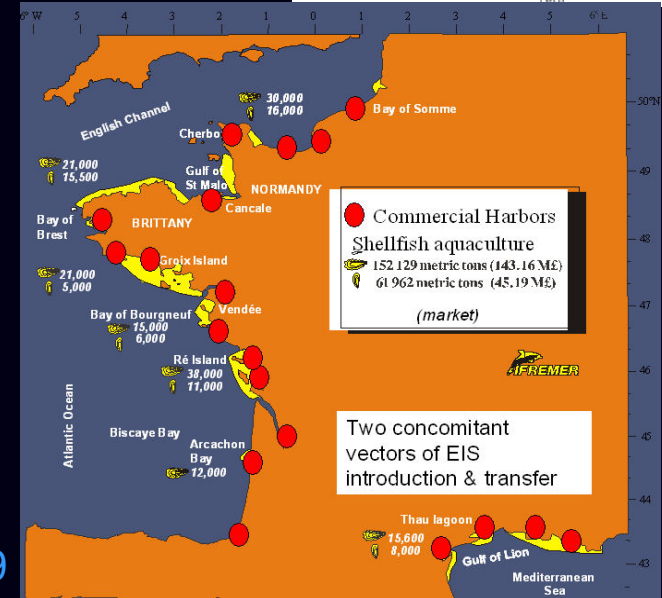 6° W 5 4 3 2 1 0 1 2 3 4 5 6° E
50°N
49
48
47
46
45
44
43
English Channel
30,000
16,000
Bay of Somme
Cherbo
21,000
15,500
Gulf of
St Malo
NORMANDY
Cancale
Bay of
Brest
BRITTANY
Groix Island
21,000
5,000
Vendée
Bay of Bourgneuf
15,000
6,000
Ré Island
38,000
11,000
Atlantic Ocean
Biscaye Bay
Arcachon
Bay
12,000
Commercial Harbors
Shellfish aquaculture
152 129 metric tons (143.16 M£)
61 962 metric tons (45.19 M£)
(market)
IFREMER
Two concomitant
vectors of EIS
introduction & transfer
Thau lagoon
15,600
8,000
Gulf of Lion
Mediterranean
Sea
9